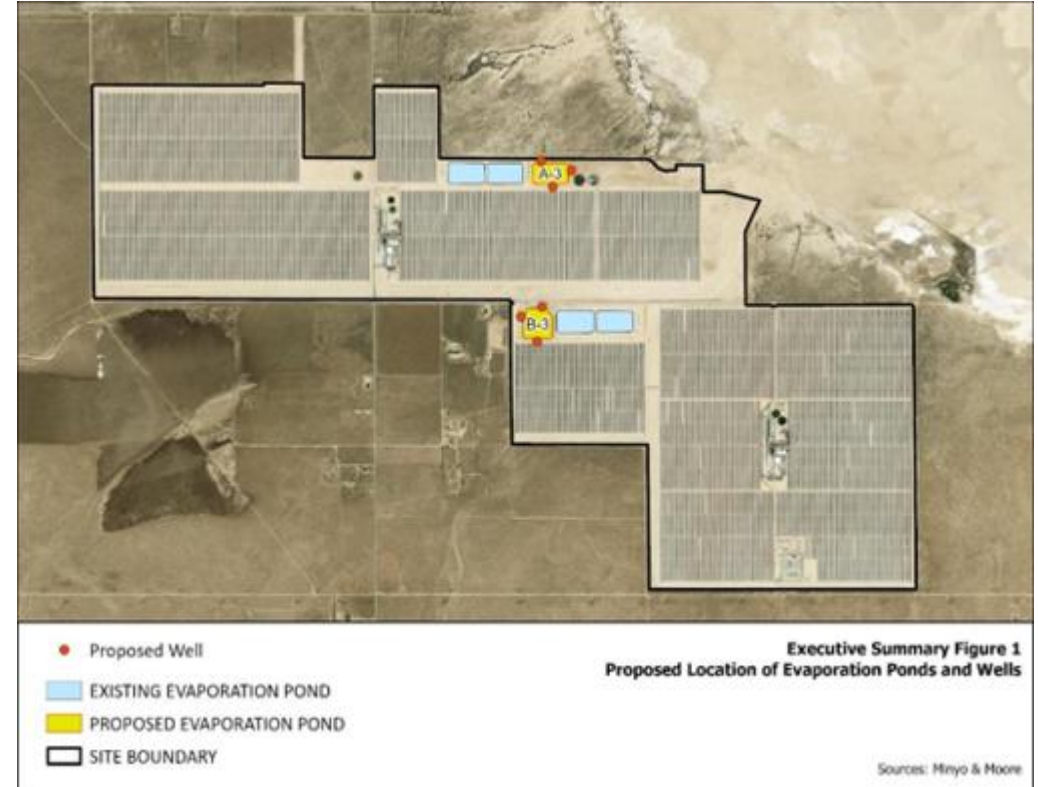 A-3
B-3
Proposed Well
EXISTING EVAPORATION POND
PROPOSED EVAPORATION POND
SITE BOUNDARY
Executive Summary Figure 1
Proposed Location of Evaporation Ponds and Wells
Sources: Minyo & Moore